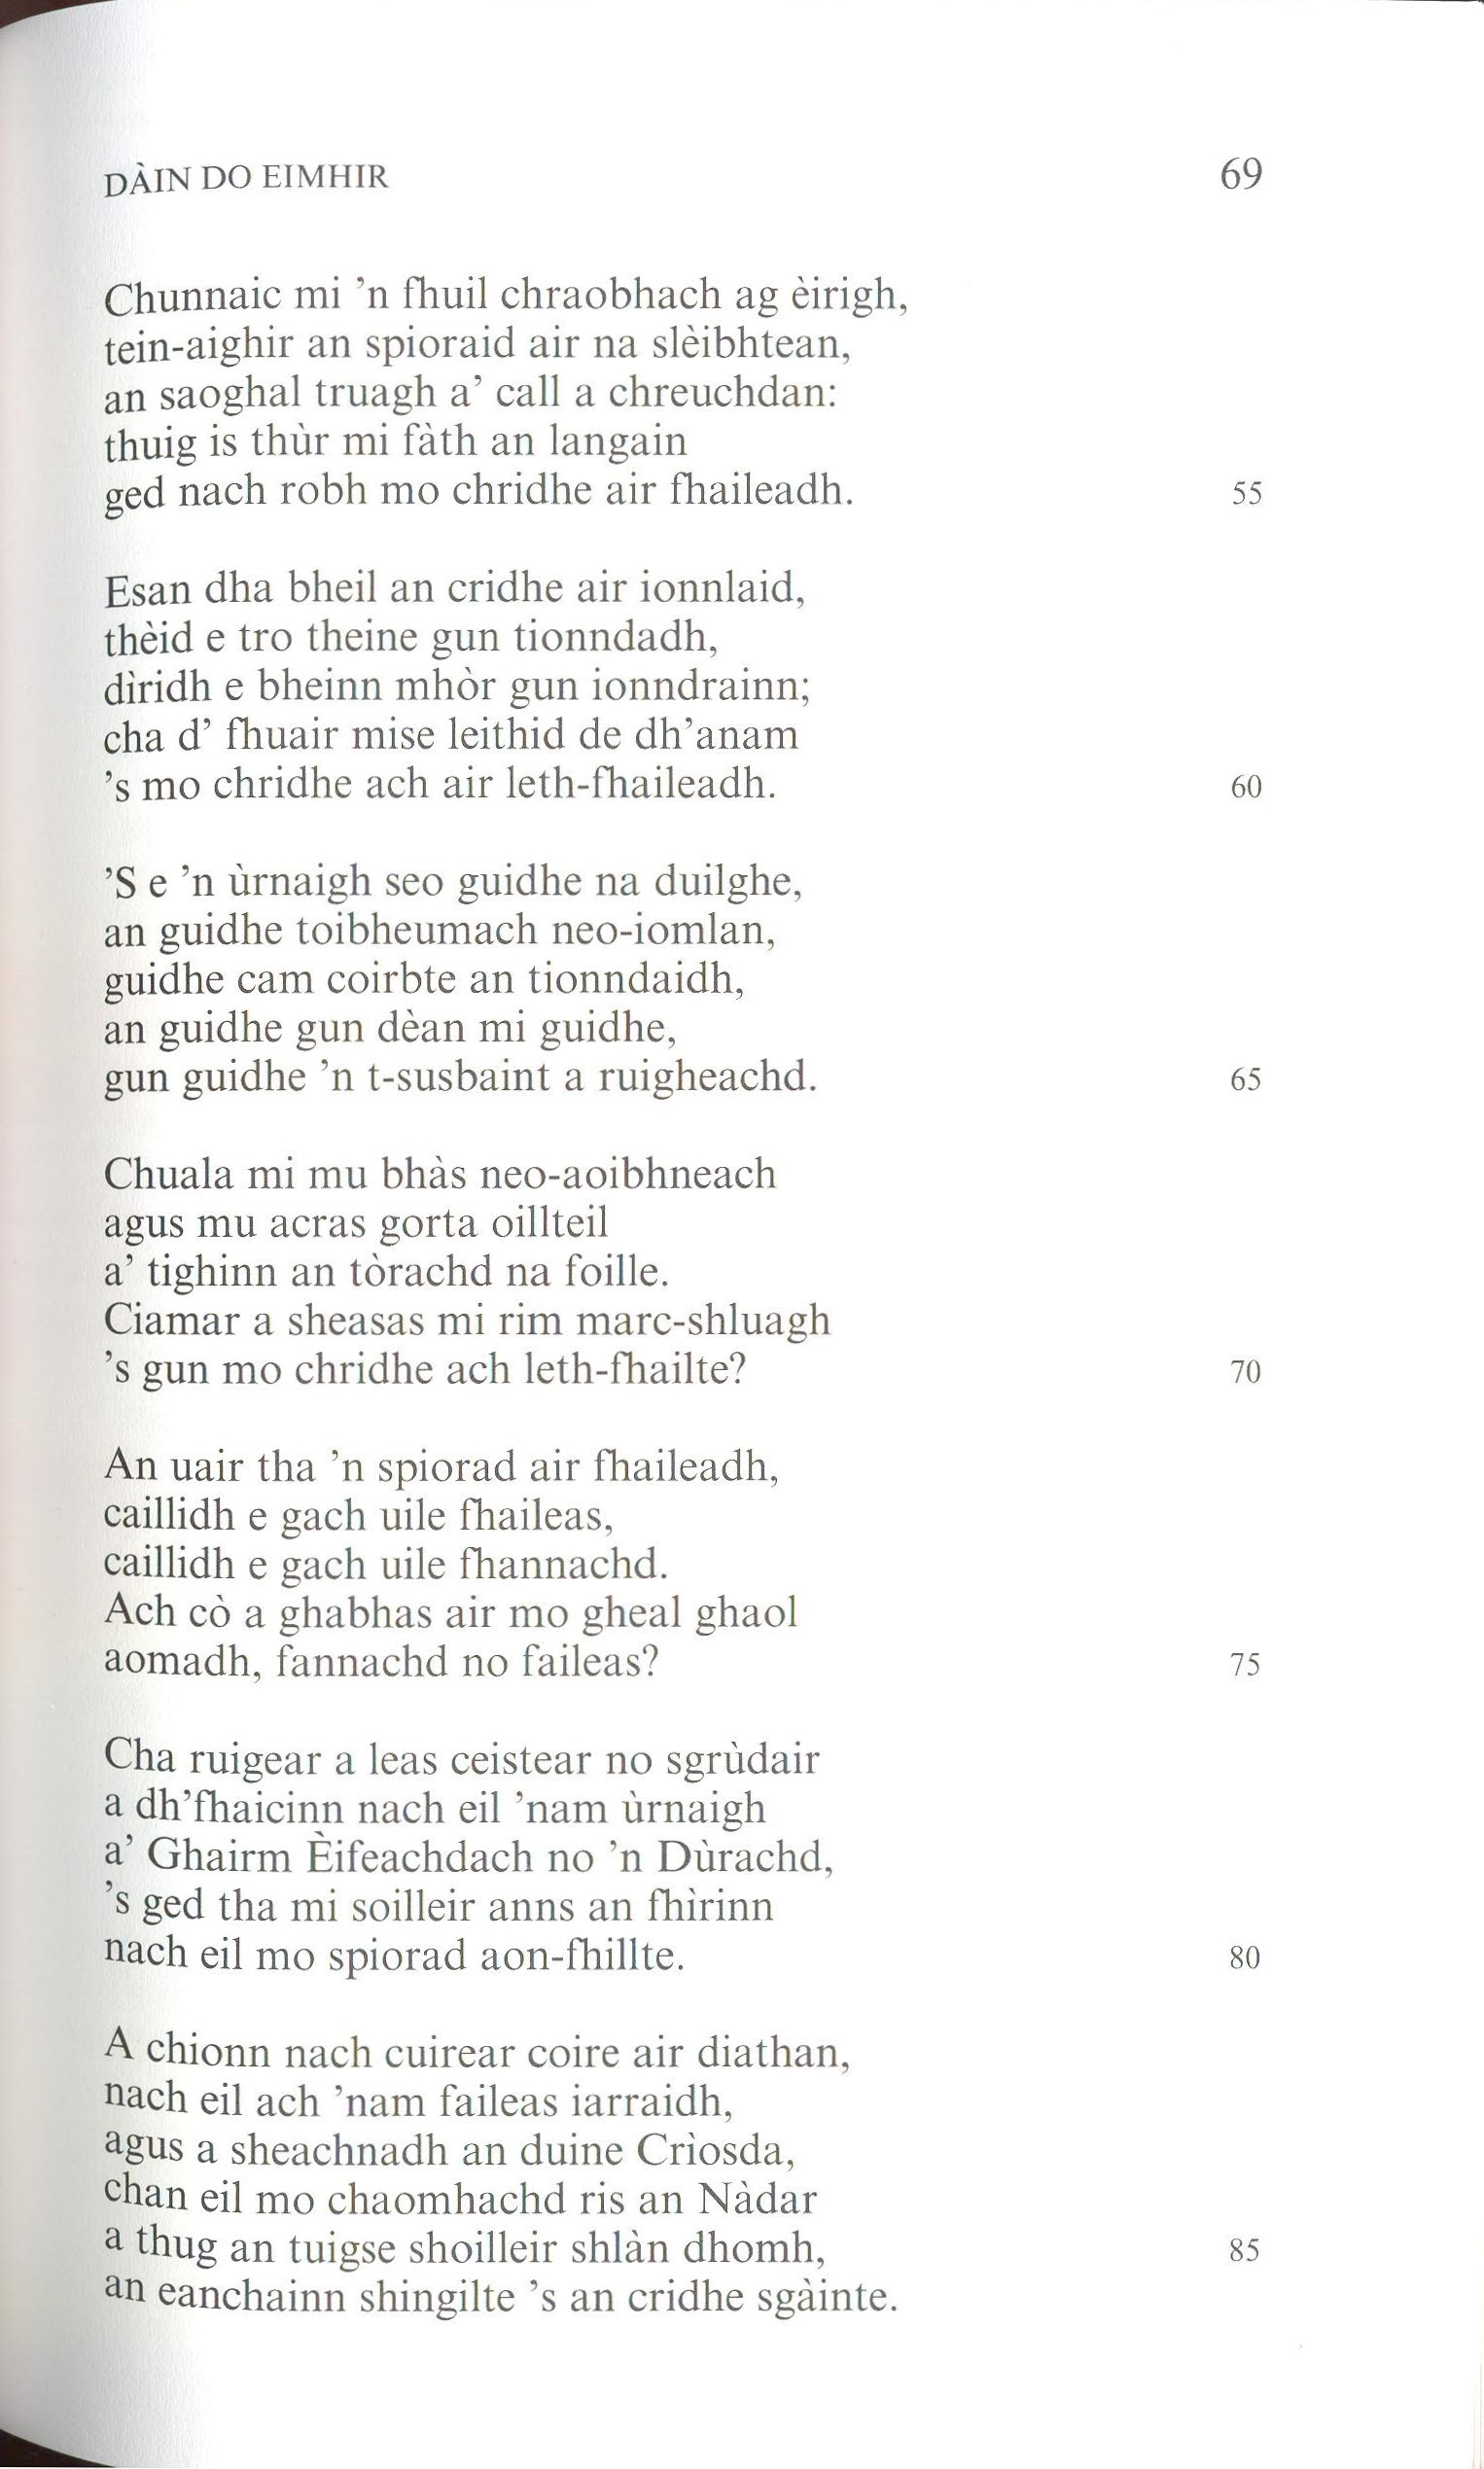 DÀIN DO EIMHIR 69
Chunnaic mi ’n fhuil chraobhach ag èirigh,
tein-aighir an spioraid air na slèibhtean,
an saoghal truagh a’ call a chreuchdan:
thuig is thùr mi fàth an langain
ged nach robh mo chridhe air fhaileadh. 55
Esan dha bheil an cridhe air ionnlaid,
thèid e tro theine gun tionndadh,
dìridh e bheinn mhòr gun ionndrainn;
cha d’ fhuair mise leithid de dh’anam
’s mo chridhe ach air leth-fhaileadh. 60
’S e ’n ùrnaigh seo guidhe na duilghe,
an guidhe toibheumach neo-iomlan,
guidhe cam coirbte an tionndaidh,
an guidhe gun dèan mi guidhe,
gun guidhe ’n t-susbaint a ruigheachd. 65
Chuala mi mu bhàs neo-aoibhneach
agus mu acras gorta oillteil
a’ tighinn an tòrachd na foille.
Ciamar a sheasas mi rim marc-shluagh
’s gun mo chridhe ach leth-fhailte? 70
An uair tha ’n spiorad air fhaileadh,
caillidh e gach uile fhaileas,
caillidh e gach uile fhannachd.
Ach cò a ghabhas air mo gheal ghaol
aomadh, fannachd no faileas? 75
Cha ruigear a leas ceistear no sgrùdair
a dh’fhaicinn nach eil ’nam ùrnaigh
a’ Ghairm Èifeachdach no ’n Dùrachd,
’s ged tha mi soilleir anns an fhìrinn
nach eil mo spiorad aon-fhillte. 80
A chionn nach cuirear coire air diathan,
nach eil ach ’nam faileas iarraidh,
agus a sheachnadh an duine Crìosda,
chan eil mo chaomhachd ris an Nàdar
a thug an tuigse shoilleir shlàn dhomh, 85
an eanchainn shingilte ’s an cridhe sgàinte.